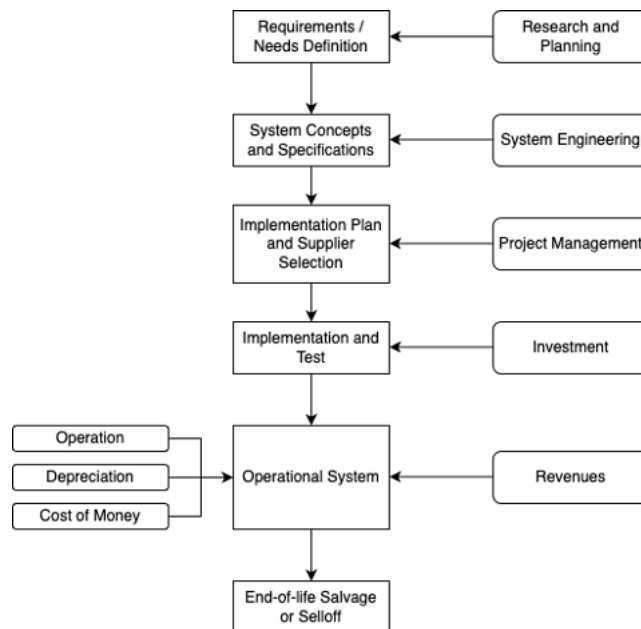 Requirements /
Needs Definition
Research and
Planning
System Concepts
and Specifications
System Engineering
Implementation Plan
and Supplier
Selection
Project Management
Implementation and
Test
Investment
Operation
Depreciation
Cost of Money
Operational System
Revenues
End-of-life Salvage
or Selloff